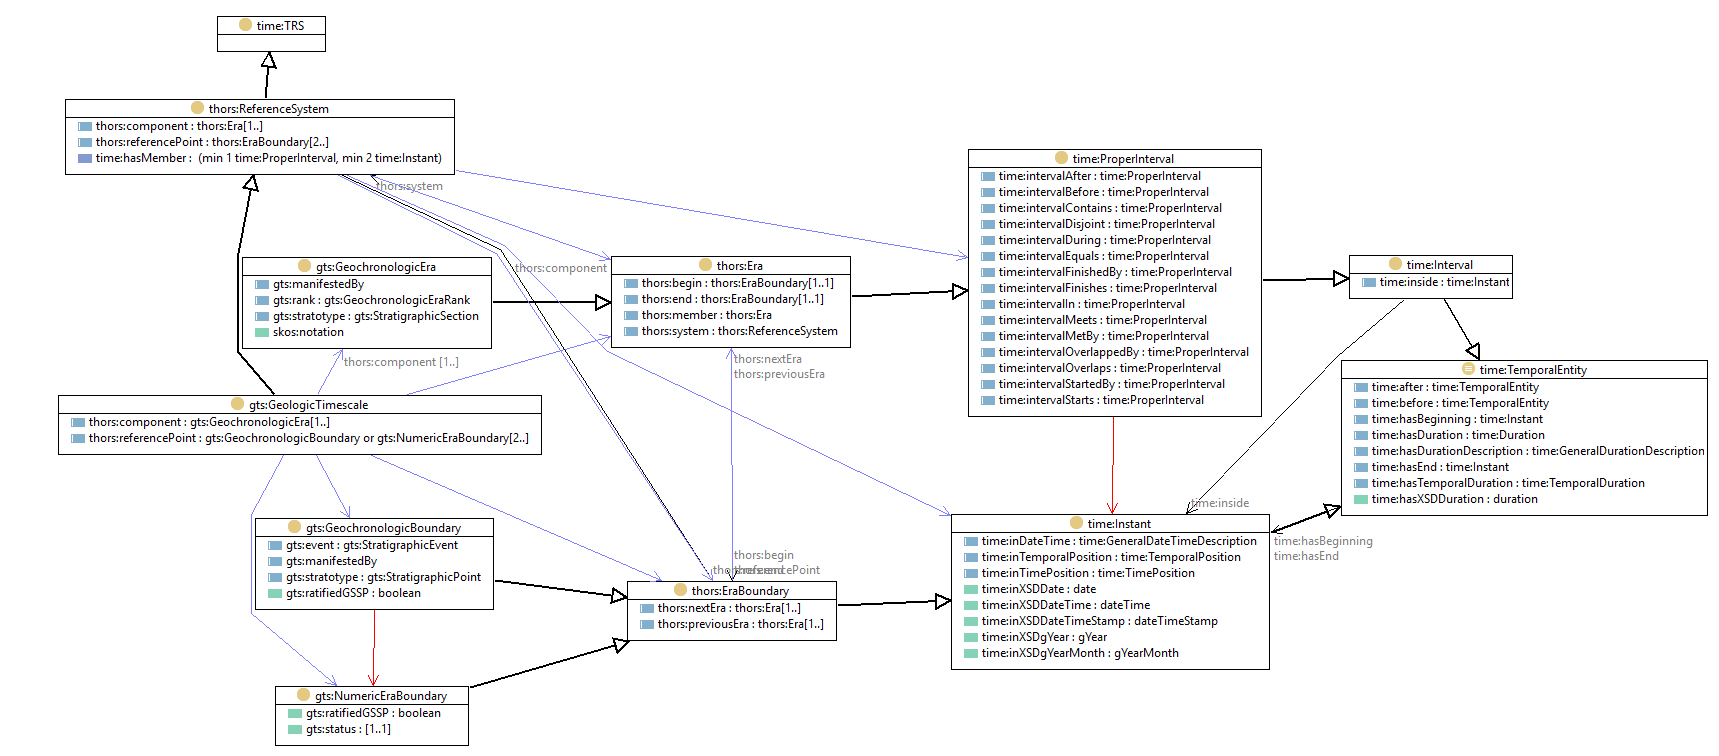 time:TRS
thors:ReferenceSystem
thors:component : thors:Era[1..]
thors:referencePoint : thors:EraBoundary[2..]
time:hasMember :  (min 1 time:ProperInterval, min 2 time:Instant)
thors:system
gts:GeochronologicEra
gts:manifestedBy
gts:rank : gts:GeochronologicEraRank
gts:stratotype : gts:StratigraphicSection
skos:notation
thors:component
thors:Era
thors:begin : thors:EraBoundary[1..1]
thors:end : thors:EraBoundary[1..1]
thors:member : thors:Era
thors:system : thors:ReferenceSystem
time:ProperInterval
time:intervalAfter : time:ProperInterval
time:intervalBefore : time:ProperInterval
time:intervalContains : time:ProperInterval
time:intervalDisjoint : time:ProperInterval
time:intervalDuring : time:ProperInterval
time:intervalEquals : time:ProperInterval
time:intervalFinishedBy : time:ProperInterval
time:intervalFinishes : time:ProperInterval
time:intervalIn : time:ProperInterval
time:intervalMeets : time:ProperInterval
time:intervalMetBy : time:ProperInterval
time:intervalOverlappedBy : time:ProperInterval
time:intervalOverlaps : time:ProperInterval
time:intervalStartedBy : time:ProperInterval
time:intervalStarts : time:ProperInterval
time:Interval
time:inside : time:Instant
thors:component [1..]
thors:nextEra
thors:previousEra
time:TemporalEntity
time:after : time:TemporalEntity
time:before : time:TemporalEntity
time:hasBeginning : time:Instant
time:hasDuration : time:Duration
time:hasDurationDescription : time:GeneralDurationDescription
time:hasEnd : time:Instant
time:hasTemporalDuration : time:TemporalDuration
time:hasXSDDuration : duration
gts:GeologicTimescale
thors:component : gts:GeochronologicEra[1..]
thors:referencePoint : gts:GeochronologicBoundary or gts:NumericEraBoundary[2..]
time:inside
gts:GeochronologicBoundary
gts:event : gts:StratigraphicEvent
gts:manifestedBy
gts:stratotype : gts:StratigraphicPoint
gts:ratifiedGSSP : boolean
thors:begin
time:Instant
time:inDateTime : time:GeneralDateTimeDescription
time:inTemporalPosition : time:TemporalPosition
time:inTimePosition : time:TimePosition
time:inXSDDate : date
time:inXSDDateTime : dateTime
time:inXSDDateTimeStamp : dateTimeStamp
time:inXSDgYear : gYear
time:inXSDgYearMonth : gYearMonth
time:hasBeginning
time:hasEnd
thors:EraBoundary
thors:nextEra : thors:Era[1..]
thors:previousEra : thors:Era[1..]
gts:NumericEraBoundary
gts:ratifiedGSSP : boolean
gts:status : [1..1]